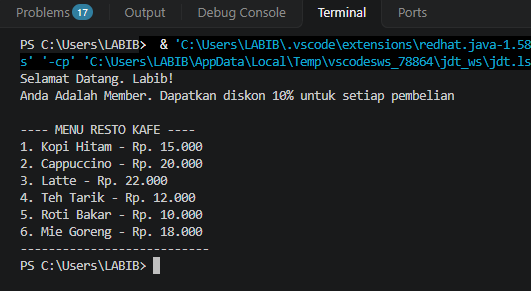 Problems 17 Output Debug Console Terminal Ports
PS C:\Users\LABIB>  & 'C:\Users\LABIB\.vscode\extensions\redhat.java-1.58
s' '-cp' 'C:\Users\LABIB\AppData\Local\Temp\vscodesws_78864\jdt_ws\jdt.ls
Selamat Datang. Labib!
Anda Adalah Member. Dapatkan diskon 10% untuk setiap pembelian
---- MENU RESTO KAFE ----
1. Kopi Hitam - Rp. 15.000
2. Cappuccino - Rp. 20.000
3. Latte - Rp. 22.000
4. Teh Tarik - Rp. 12.000
5. Roti Bakar - Rp. 10.000
6. Mie Goreng - Rp. 18.000
----------------------------
PS C:\Users\LABIB>